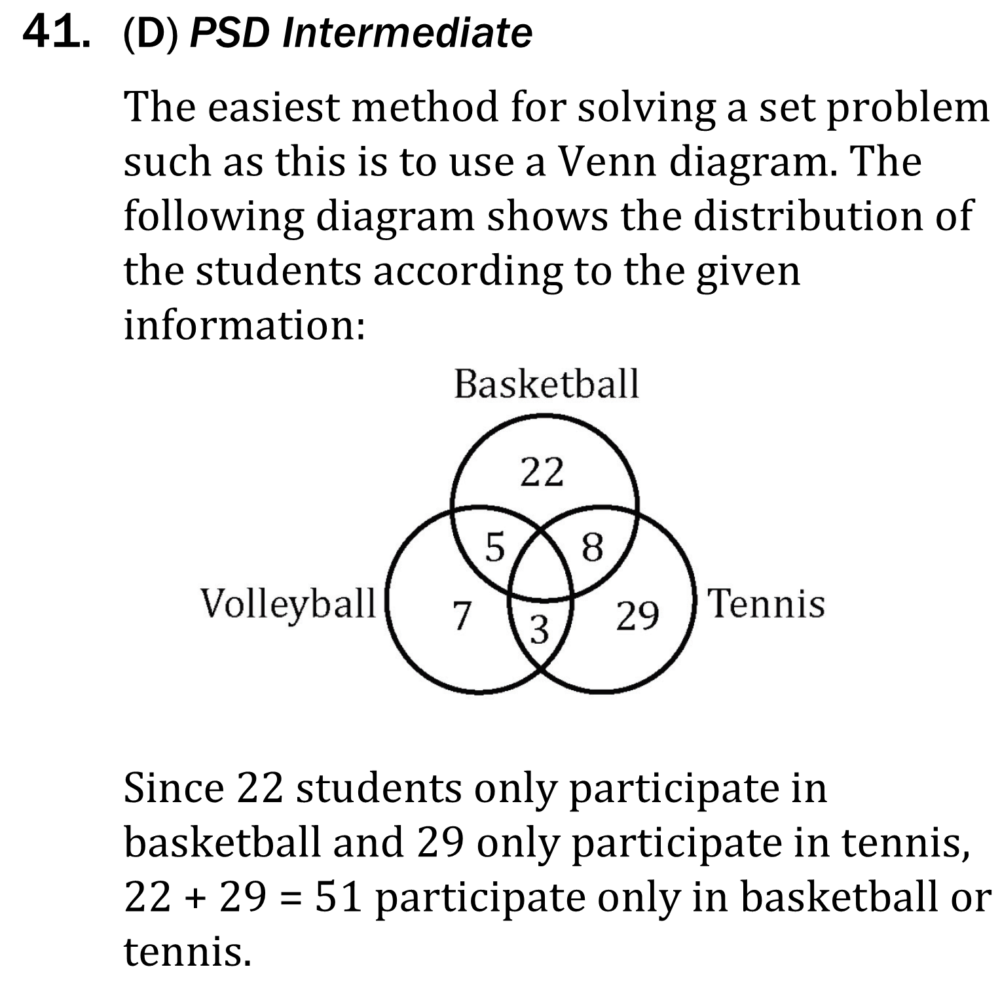 41. (D) PSD Intermediate
The easiest method for solving a set problem
such as this is to use a Venn diagram. The
following diagram shows the distribution of
the students according to the given
information:
Basketball
22
5 8
Volleyball 7 3 29 Tennis
Since 22 students only participate in
basketball and 29 only participate in tennis,
22 + 29 = 51 participate only in basketball or
tennis.